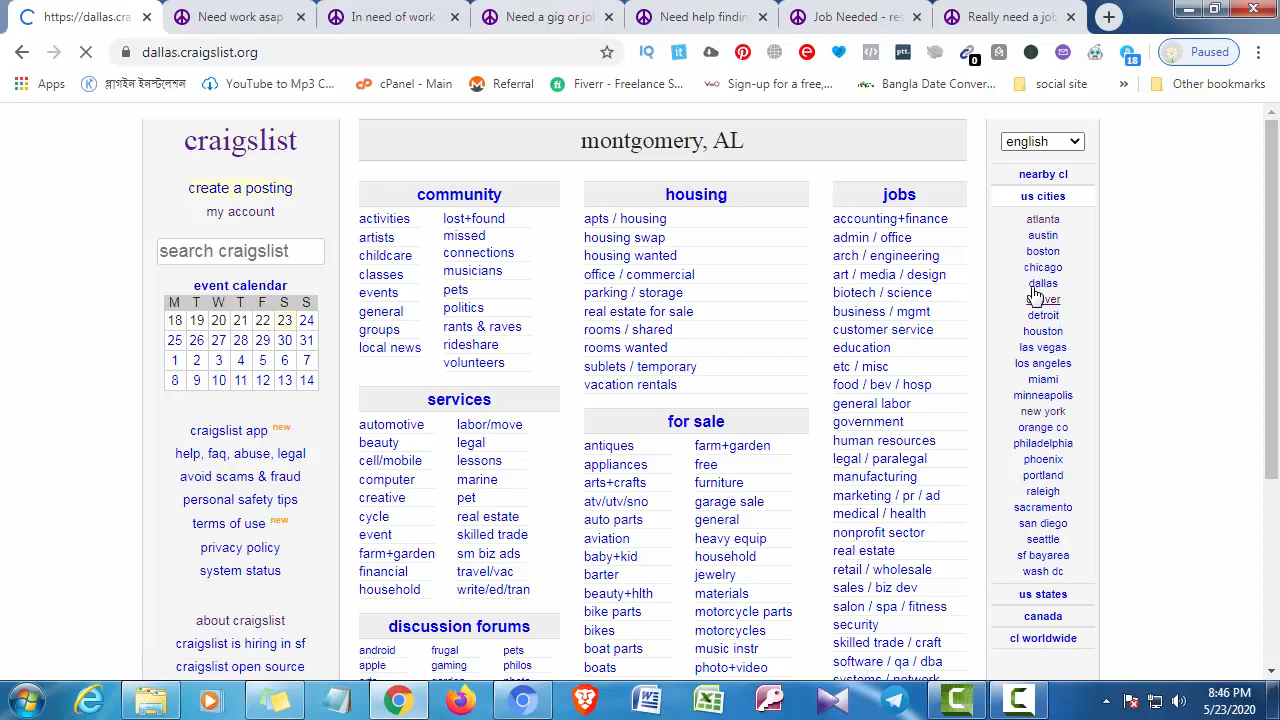 https://dallas.cra
Need work asap
In need of work
Need a gig or jo
Need help findin
Job Needed - res
Really need a job
dallas.craigslist.org
Paused
Apps
প্লাগইন ইনস্টলেশন
YouTube to Mp3 C...
cPanel - Main
Referral
Fiverr - Freelance S...
Sign-up for a free,...
Bangla Date Conver...
social site
Other bookmarks
0
18
craigslist
create a posting
my account
search craigslist
event calendar
M T W T F S S
18 19 20 21 22 23 24
25 26 27 28 29 30 31
1 2 3 4 5 6 7
8 9 10 11 12 13 14
craigslist app new
help, faq, abuse, legal
avoid scams & fraud
personal safety tips
terms of use new
privacy policy
system status
about craigslist
craigslist is hiring in sf
craigslist open source
montgomery, AL
community
activities
artists
childcare
classes
events
general
groups
local news
lost+found
missed
connections
musicians
pets
politics
rants & raves
rideshare
volunteers
services
automotive
beauty
cell/mobile
computer
creative
cycle
event
farm+garden
financial
household
labor/move
legal
lessons
marine
pet
real estate
skilled trade
sm biz ads
travel/vac
write/ed/tran
discussion forums
android
apple
frugal
gaming
pets
philos
housing
apts / housing
housing swap
housing wanted
office / commercial
parking / storage
real estate for sale
rooms / shared
rooms wanted
sublets / temporary
vacation rentals
for sale
antiques
appliances
arts+crafts
atv/utv/sno
auto parts
aviation
baby+kid
barter
beauty+hlth
bike parts
bikes
boat parts
boats
farm+garden
free
furniture
garage sale
general
heavy equip
household
jewelry
materials
motorcycle parts
motorcycles
music instr
photo+video
jobs
accounting+finance
admin / office
arch / engineering
art / media / design
biotech / science
business / mgmt
customer service
education
etc / misc
food / bev / hosp
general labor
government
human resources
legal / paralegal
manufacturing
marketing / pr / ad
medical / health
nonprofit sector
real estate
retail / wholesale
sales / biz dev
salon / spa / fitness
security
skilled trade / craft
software / qa / dba
systems / network
english
nearby cl
us cities
atlanta
austin
boston
chicago
dallas
detroit
houston
las vegas
los angeles
miami
minneapolis
new york
orange co
philadelphia
phoenix
portland
raleigh
sacramento
san diego
seattle
sf bayarea
wash dc
us states
canada
cl worldwide
8:46 PM
5/23/2020